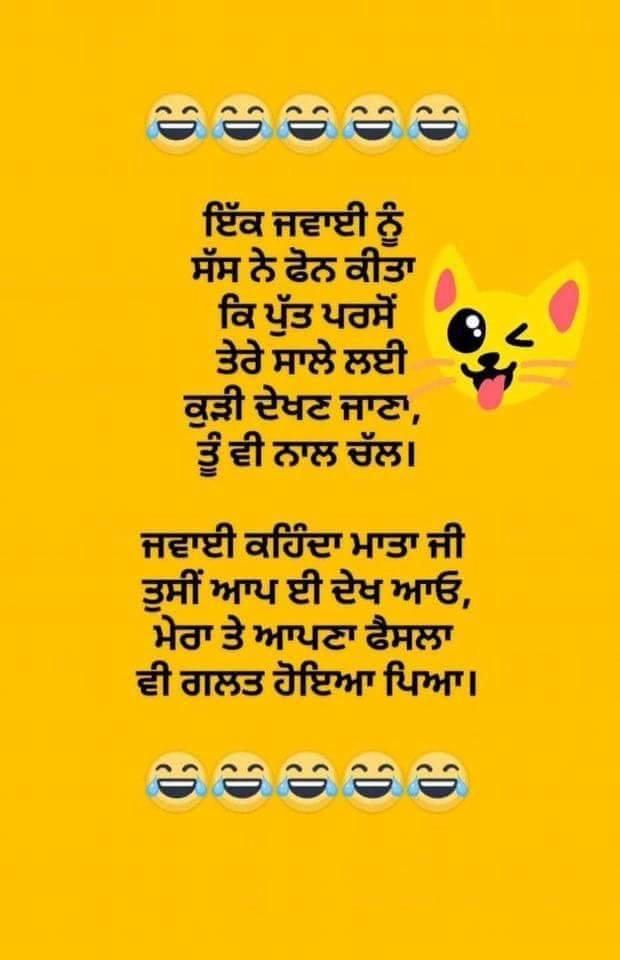 ਇੱਕ ਜਵਾਈ ਨੂੰ
ਸੱਸ ਨੇ ਫੋਨ ਕੀਤਾ
ਕਿ ਪੁੱਤ ਪਰਸੋਂ
ਤੇਰੇ ਸਾਲੇ ਲਈ
ਕੁੜੀ ਦੇਖਣ ਜਾਣਾ,
ਤੂੰ ਵੀ ਨਾਲ ਚੱਲ।
ਜਵਾਈ ਕਹਿੰਦਾ ਮਾਤਾ ਜੀ
ਤੁਸੀਂ ਆਪ ਈ ਦੇਖ ਆਓ,
ਮੇਰਾ ਤੇ ਆਪਣਾ ਫੈਸਲਾ
ਵੀ ਗਲਤ ਹੋਇਆ ਪਿਆ।